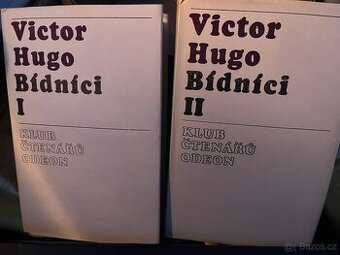 Victor
Hugo
Bídníci
I
KLUB
ČTENÁŘŮ
ODEON
Victor
Hugo
Bídníci
II
KLUB
ČTENÁŘŮ
ODEON
Bazos.cz